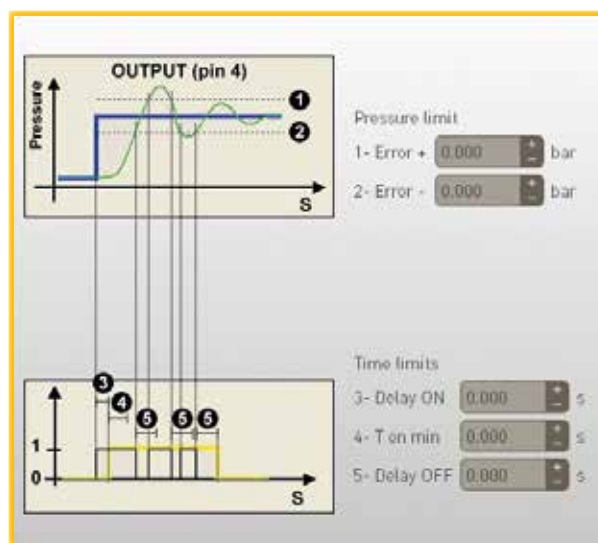 OUTPUT (pin 4)
Pressure
1
2
S
Pressure limit
1- Error + 0.000 bar
2- Error - 0.000 bar
3
4
5 5 5
1
0
S
Time limits
3- Delay ON 0.000 s
4- T on min 0.000 s
5- Delay OFF 0.000 s